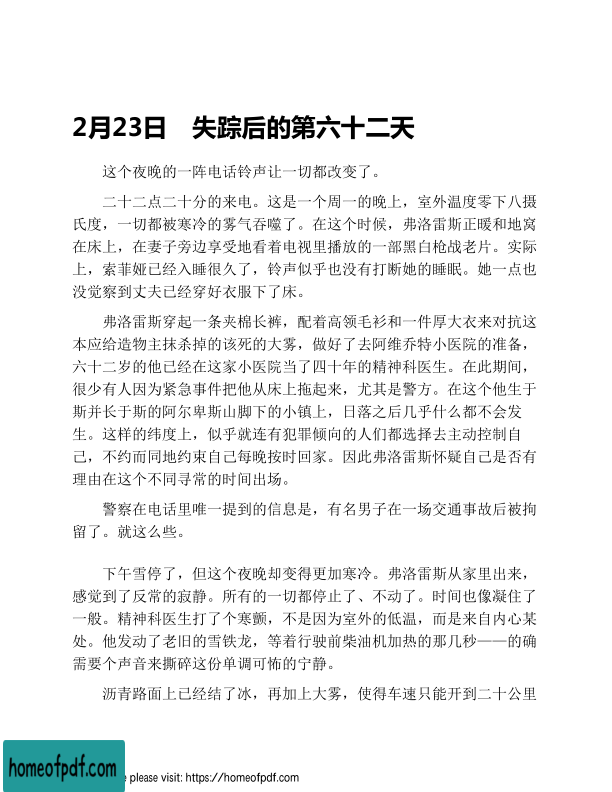 2月23日　失踪后的第六十二天
这个夜晚的一阵电话铃声让一切都改变了。
二十二点二十分的来电。这是一个周一的晚上，室外温度零下八摄
氏度，一切都被寒冷的雾气吞噬了。在这个时候，弗洛雷斯正暖和地窝
在床上，在妻子旁边享受地看着电视里播放的一部黑白枪战老片。实际
上，索菲娅已经入睡很久了，铃声似乎也没有打断她的睡眠。她一点也
没觉察到丈夫已经穿好衣服下了床。
弗洛雷斯穿起一条夹棉长裤，配着高领毛衫和一件厚大衣来对抗这
本应给造物主抹杀掉的该死的大雾，做好了去阿维乔特小医院的准备，
六十二岁的他已经在这家小医院当了四十年的精神科医生。在此期间，
很少有人因为紧急事件把他从床上拖起来，尤其是警方。在这个他生于
斯并长于斯的阿尔卑斯山脚下的小镇上，日落之后几乎什么都不会发
生。这样的纬度上，似乎就连有犯罪倾向的人们都选择去主动控制自
己，不约而同地约束自己每晚按时回家。因此弗洛雷斯怀疑自己是否有
理由在这个不同寻常的时间出场。
警察在电话里唯一提到的信息是，有名男子在一场交通事故后被拘
留了。就这么些。
下午雪停了，但这个夜晚却变得更加寒冷。弗洛雷斯从家里出来，
感觉到了反常的寂静。所有的一切都停止了、不动了。时间也像凝住了
一般。精神科医生打了个寒颤，不是因为室外的低温，而是来自内心某
处。他发动了老旧的雪铁龙，等着行驶前柴油机加热的那几秒——的确
需要个声音来撕碎这份单调可怕的宁静。
沥青路面上已经结了冰，再加上大雾，使得车速只能开到二十公里
homeofpdf.com
e please visit: https://homeofpdf.com